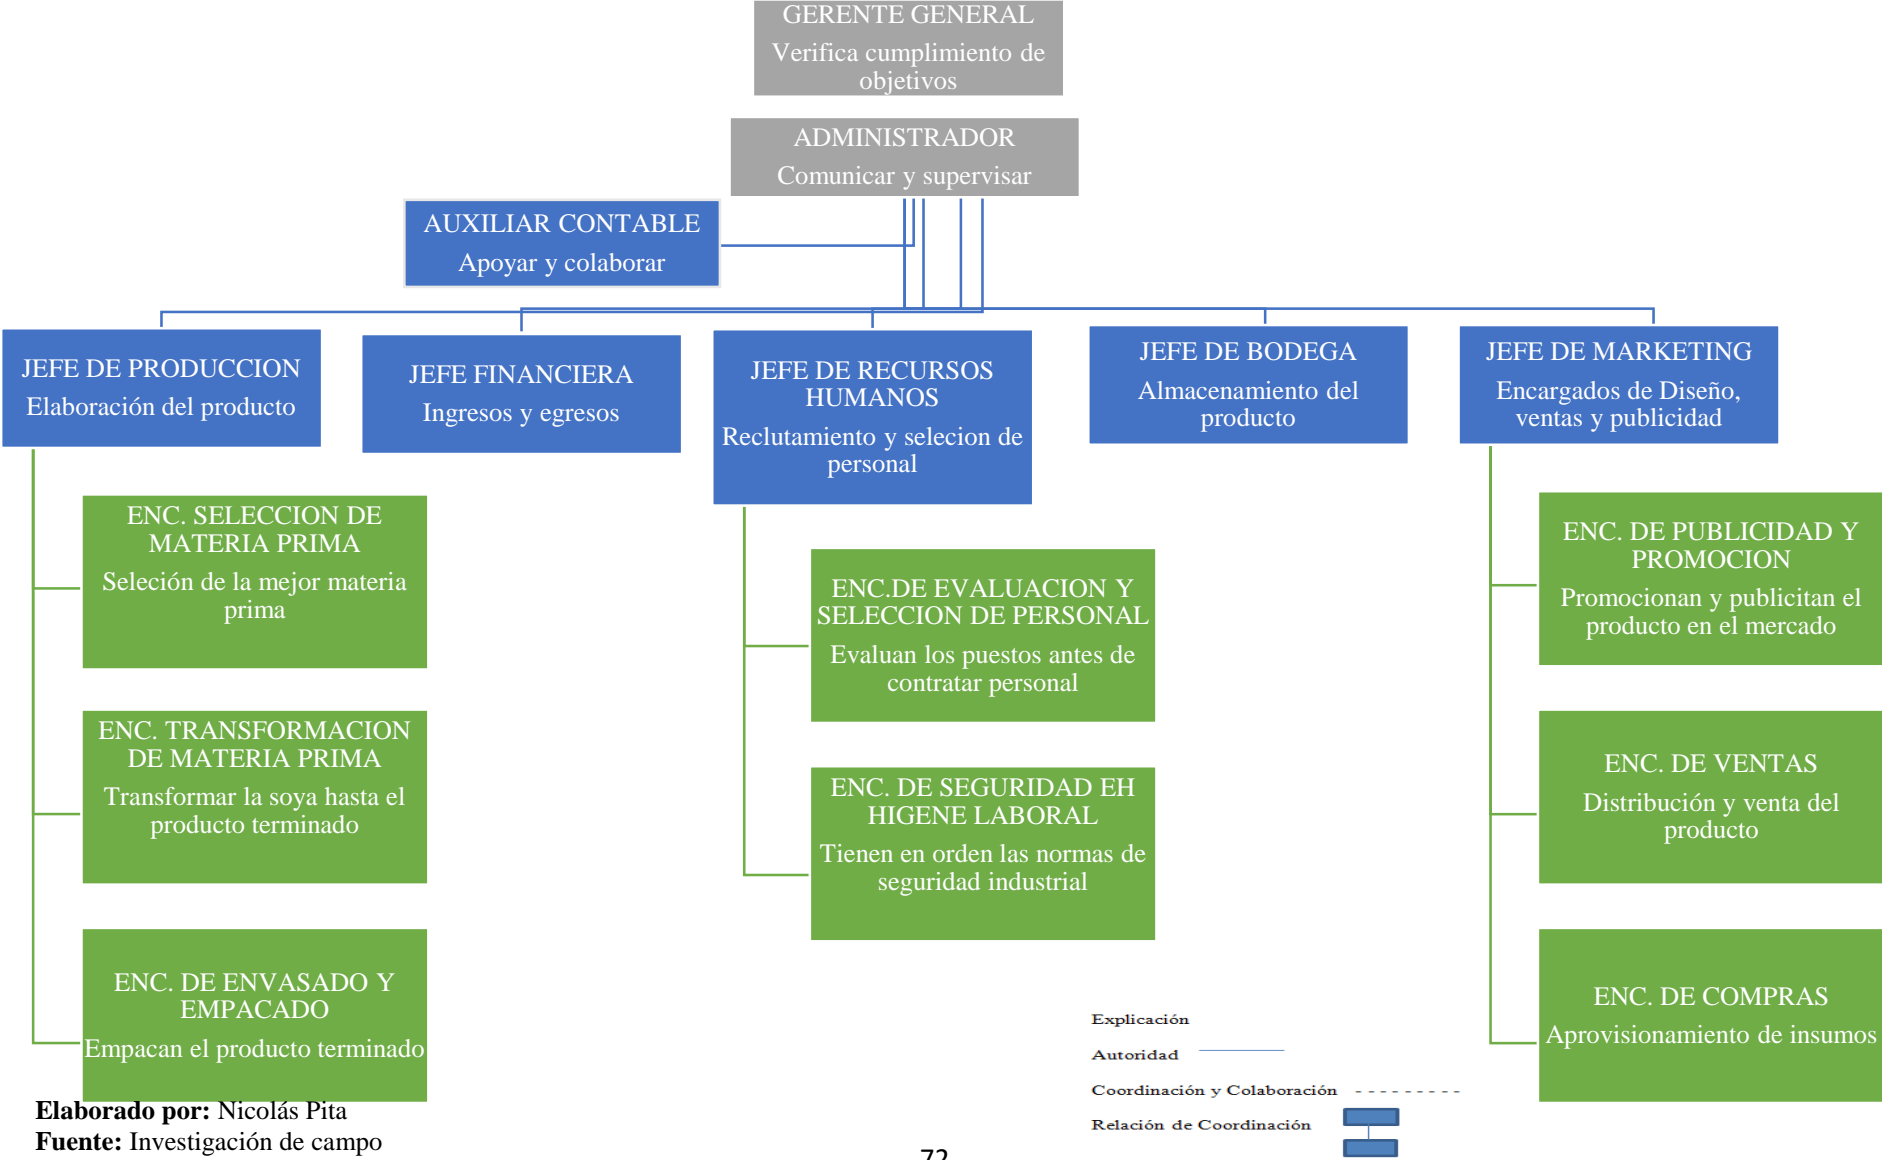 GERENTE GENERAL
Verifica cumplimiento de
objetivos
ADMINISTRADOR
Comunicar y supervisar
AUXILIAR CONTABLE
Apoyar y colaborar
JEFE DE PRODUCCION
Elaboración del producto
JEFE FINANCIERA
Ingresos y egresos
JEFE DE RECURSOS
HUMANOS
Reclutamiento y selecion de
personal
JEFE DE BODEGA
Almacenamiento del
producto
JEFE DE MARKETING
Encargados de Diseño,
ventas y publicidad
ENC. SELECCION DE
MATERIA PRIMA
Seleción de la mejor materia
prima
ENC. TRANSFORMACION
DE MATERIA PRIMA
Transformar la soya hasta el
producto terminado
ENC. DE ENVASADO Y
EMPACADO
Empacan el producto terminado
ENC.DE EVALUACION Y
SELECCION DE PERSONAL
Evaluan los puestos antes de
contratar personal
ENC. DE SEGURIDAD EH
HIGENE LABORAL
Tienen en orden las normas de
seguridad industrial
ENC. DE PUBLICIDAD Y
PROMOCION
Promocionan y publicitan el
producto en el mercado
ENC. DE VENTAS
Distribución y venta del
producto
ENC. DE COMPRAS
Aprovisionamiento de insumos
Explicación
Autoridad
Coordinación y Colaboración
Relación de Coordinación
Elaborado por: Nicolás Pita
Fuente: Investigación de campo
72